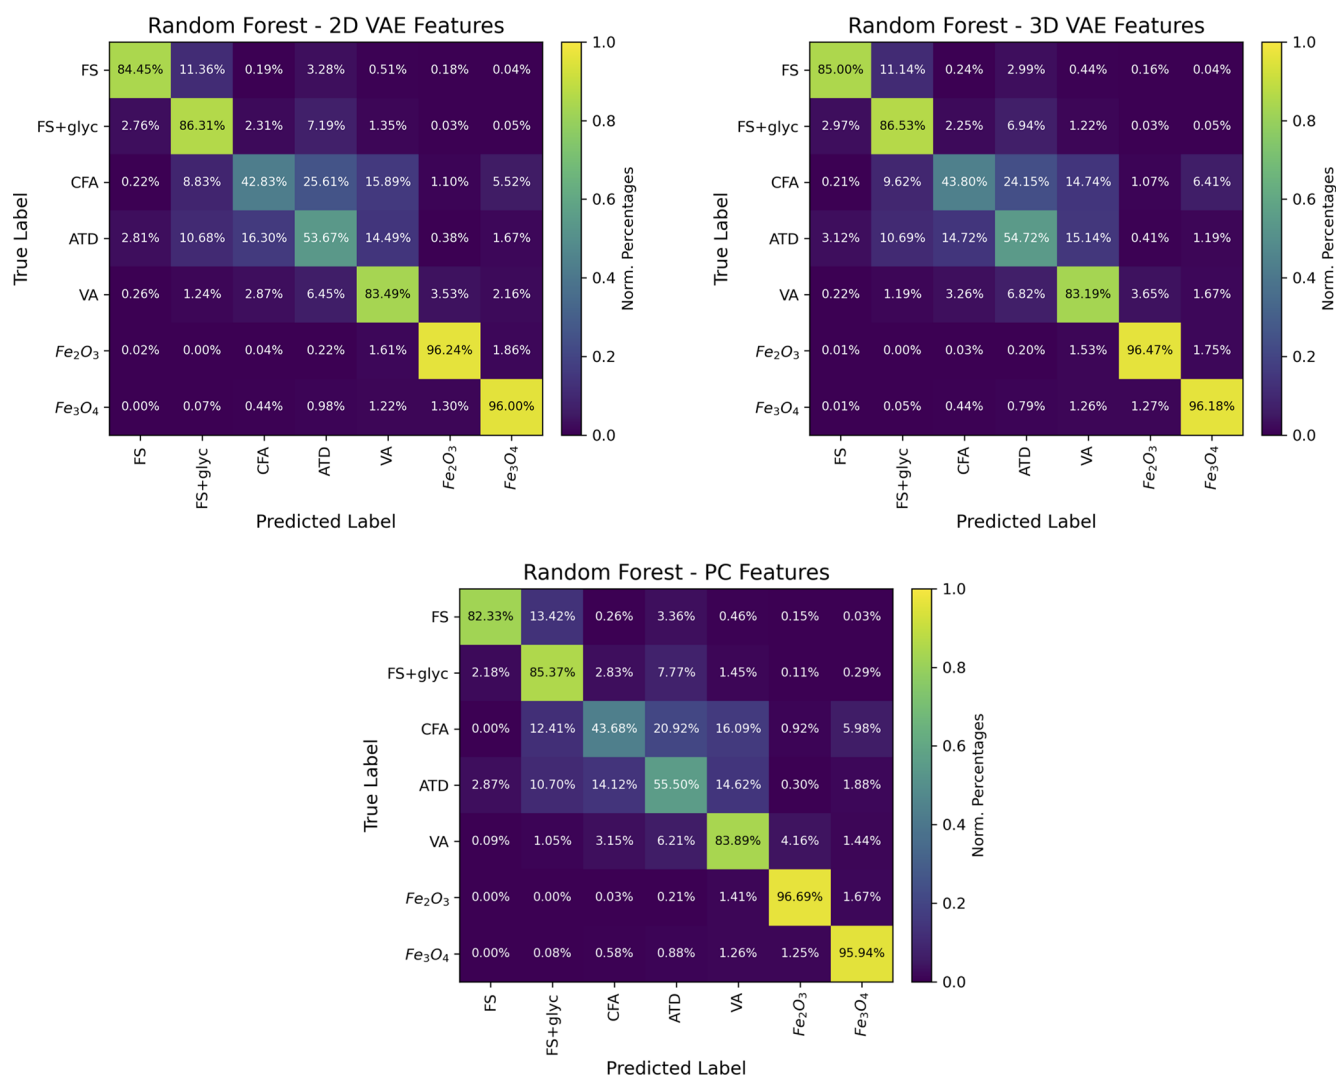 Random Forest - 2D VAE Features
True Label
FS 84.45% 11.36% 0.19% 3.28% 0.51% 0.18% 0.04%
FS+glyc 2.76% 86.31% 2.31% 7.19% 1.35% 0.03% 0.05%
CFA 0.22% 8.83% 42.83% 25.61% 15.89% 1.10% 5.52%
ATD 2.81% 10.68% 16.30% 53.67% 14.49% 0.38% 1.67%
VA 0.26% 1.24% 2.87% 6.45% 83.49% 3.53% 2.16%
Fe₂O₃ 0.02% 0.00% 0.04% 0.22% 1.61% 96.24% 1.86%
Fe₃O₄ 0.00% 0.07% 0.44% 0.98% 1.22% 1.30% 96.00%
FS FS+glyc CFA ATD VA Fe₂O₃ Fe₃O₄
Predicted Label
1.0
0.8
0.6
0.4
0.2
0.0
Norm. Percentages
Random Forest - 3D VAE Features
True Label
FS 85.00% 11.14% 0.24% 2.99% 0.44% 0.16% 0.04%
FS+glyc 2.97% 86.53% 2.25% 6.94% 1.22% 0.03% 0.05%
CFA 0.21% 9.62% 43.80% 24.15% 14.74% 1.07% 6.41%
ATD 3.12% 10.69% 14.72% 54.72% 15.14% 0.41% 1.19%
VA 0.22% 1.19% 3.26% 6.82% 83.19% 3.65% 1.67%
Fe₂O₃ 0.01% 0.00% 0.03% 0.20% 1.53% 96.47% 1.75%
Fe₃O₄ 0.01% 0.05% 0.44% 0.79% 1.26% 1.27% 96.18%
FS FS+glyc CFA ATD VA Fe₂O₃ Fe₃O₄
Predicted Label
1.0
0.8
0.6
0.4
0.2
0.0
Norm. Percentages
Random Forest - PC Features
True Label
FS 82.33% 13.42% 0.26% 3.36% 0.46% 0.15% 0.03%
FS+glyc 2.18% 85.37% 2.83% 7.77% 1.45% 0.11% 0.29%
CFA 0.00% 12.41% 43.68% 20.92% 16.09% 0.92% 5.98%
ATD 2.87% 10.70% 14.12% 55.50% 14.62% 0.30% 1.88%
VA 0.09% 1.05% 3.15% 6.21% 83.89% 4.16% 1.44%
Fe₂O₃ 0.00% 0.00% 0.03% 0.21% 1.41% 96.69% 1.67%
Fe₃O₄ 0.00% 0.08% 0.58% 0.88% 1.26% 1.25% 95.94%
FS FS+glyc CFA ATD VA Fe₂O₃ Fe₃O₄
Predicted Label
1.0
0.8
0.6
0.4
0.2
0.0
Norm. Percentages